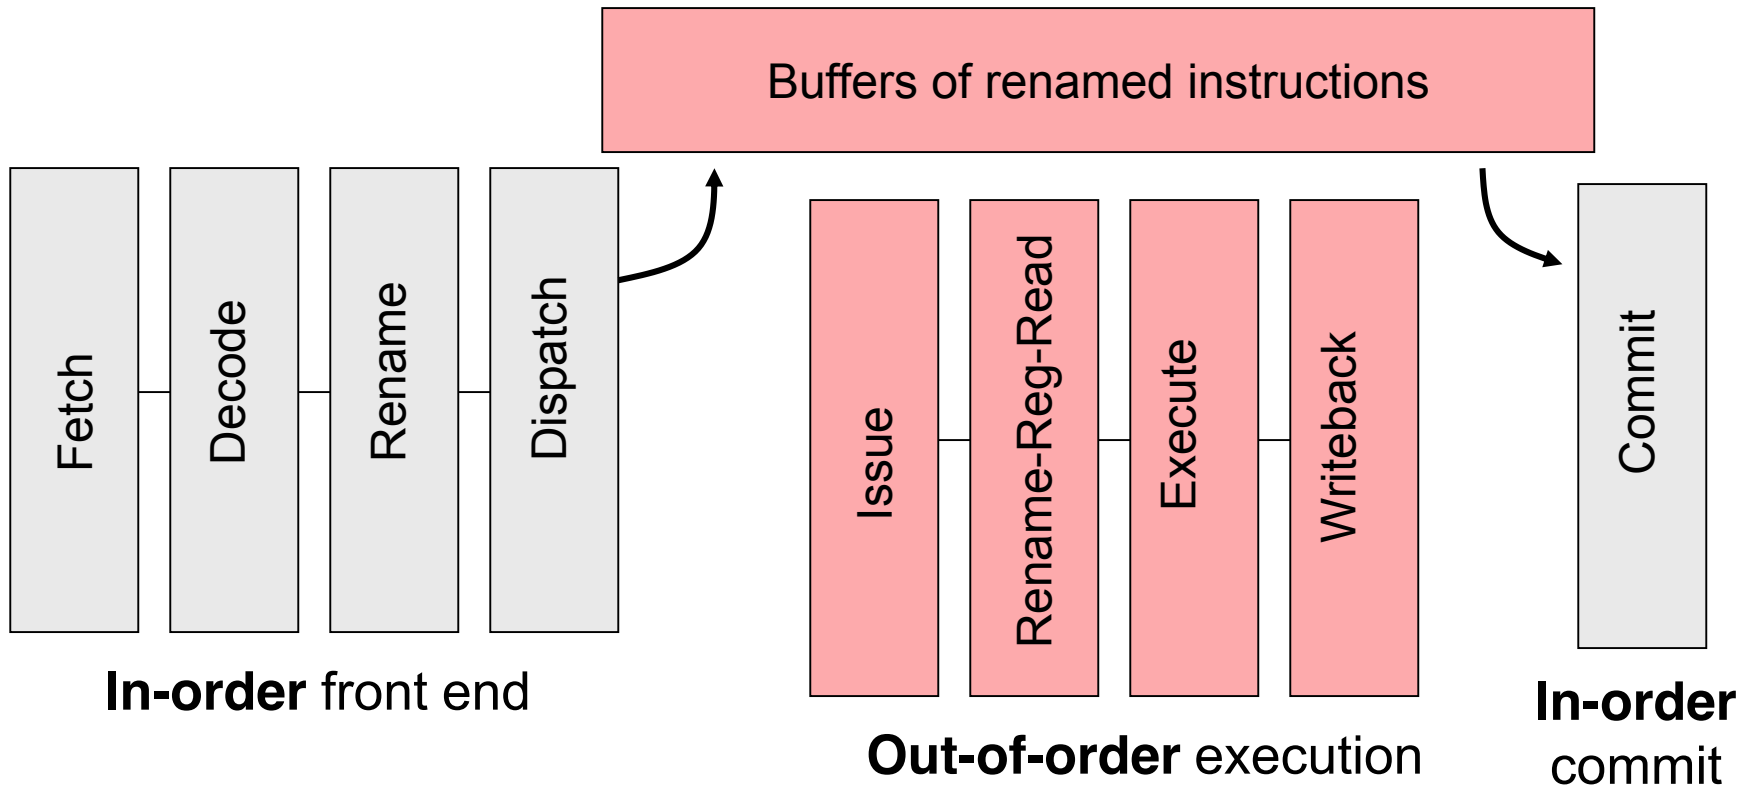 Buffers of renamed instructions
Fetch
Decode
Rename
Dispatch
Issue
Rename-Reg-Read
Execute
Writeback
Commit
In-order front end
Out-of-order execution
In-order
commit